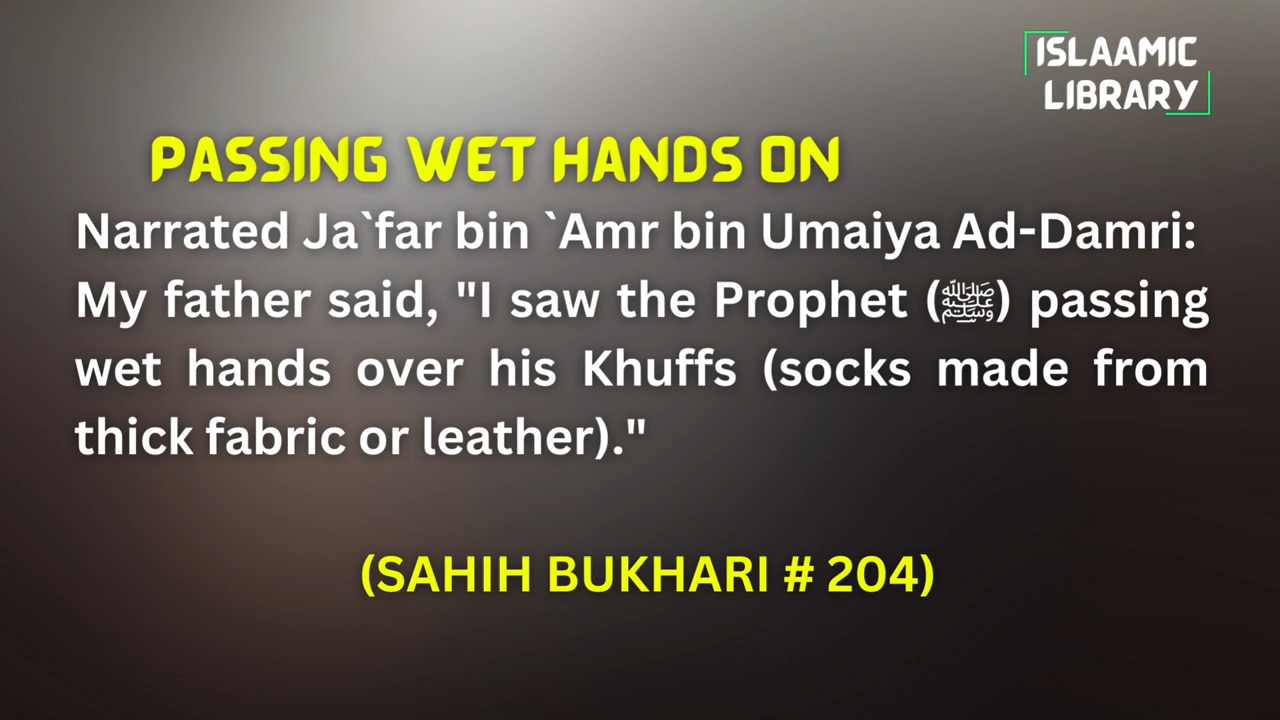 ISLAAMIC
LIBRARY
PASSING WET HANDS ON
Narrated Ja`far bin `Amr bin Umaiya Ad-Damri:
My father said, "I saw the Prophet (ﷺ) passing
wet hands over his Khuffs (socks made from
thick fabric or leather)."
(SAHIH BUKHARI # 204)